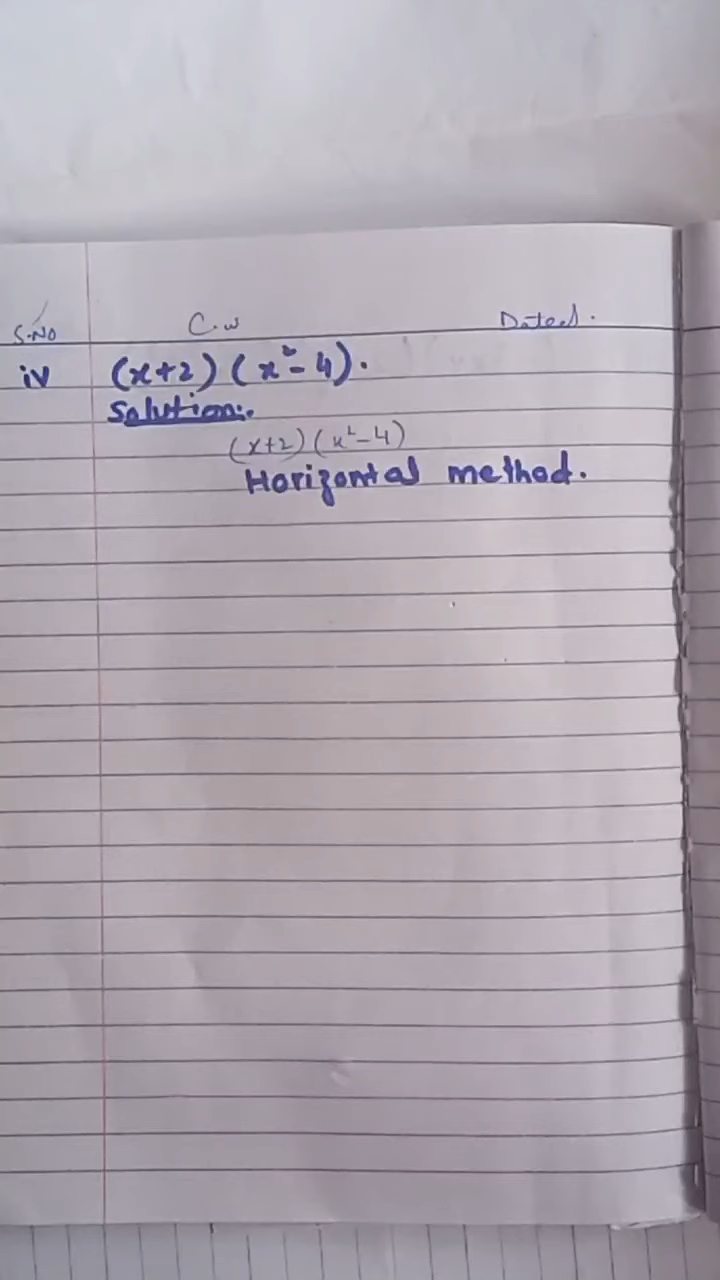 S.NO C.w Dated.
iv (x+2) (x²-4).
Solution:.
(x+2) (x²-4)
Horizontal method.